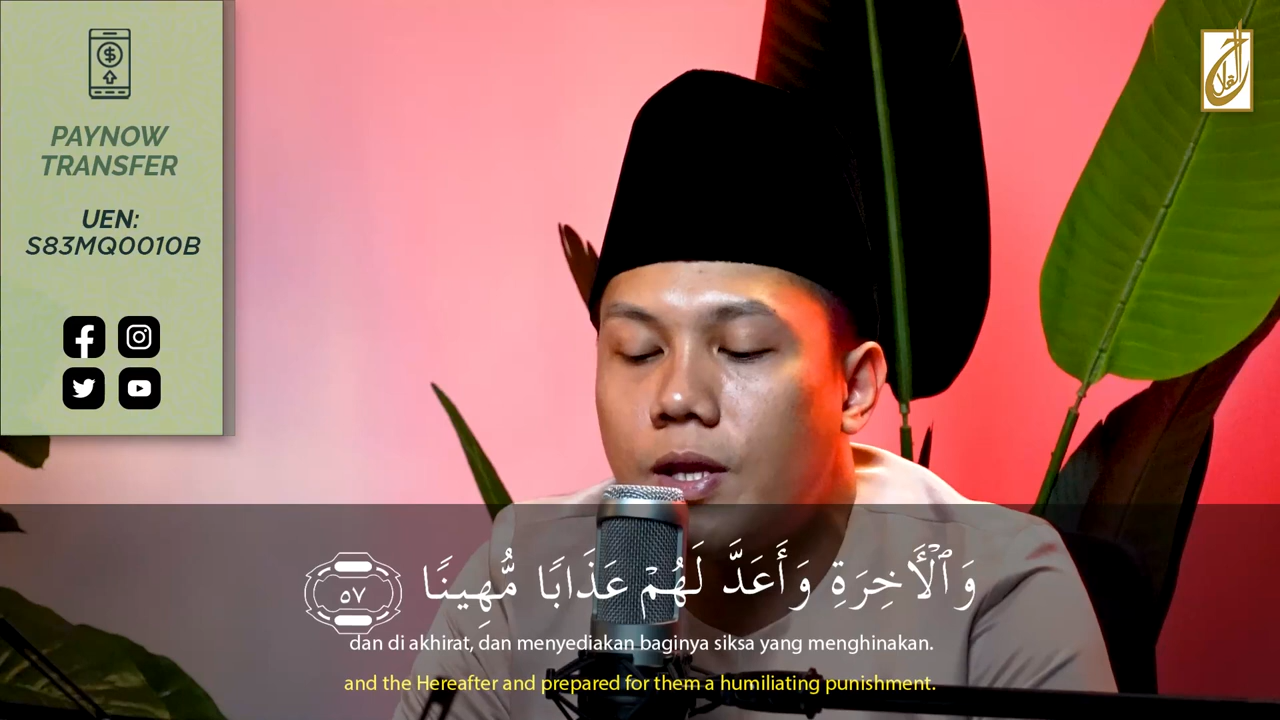 PAYNOW
TRANSFER
UEN:
S83MQ0010B
وَٱلْأَخِرَةِ وَأَعَدَّ لَهُمْ عَذَابًا مُّهِينًا ٥٧
dan di akhirat, dan menyediakan baginya siksa yang menghinakan.
and the Hereafter and prepared for them a humiliating punishment.